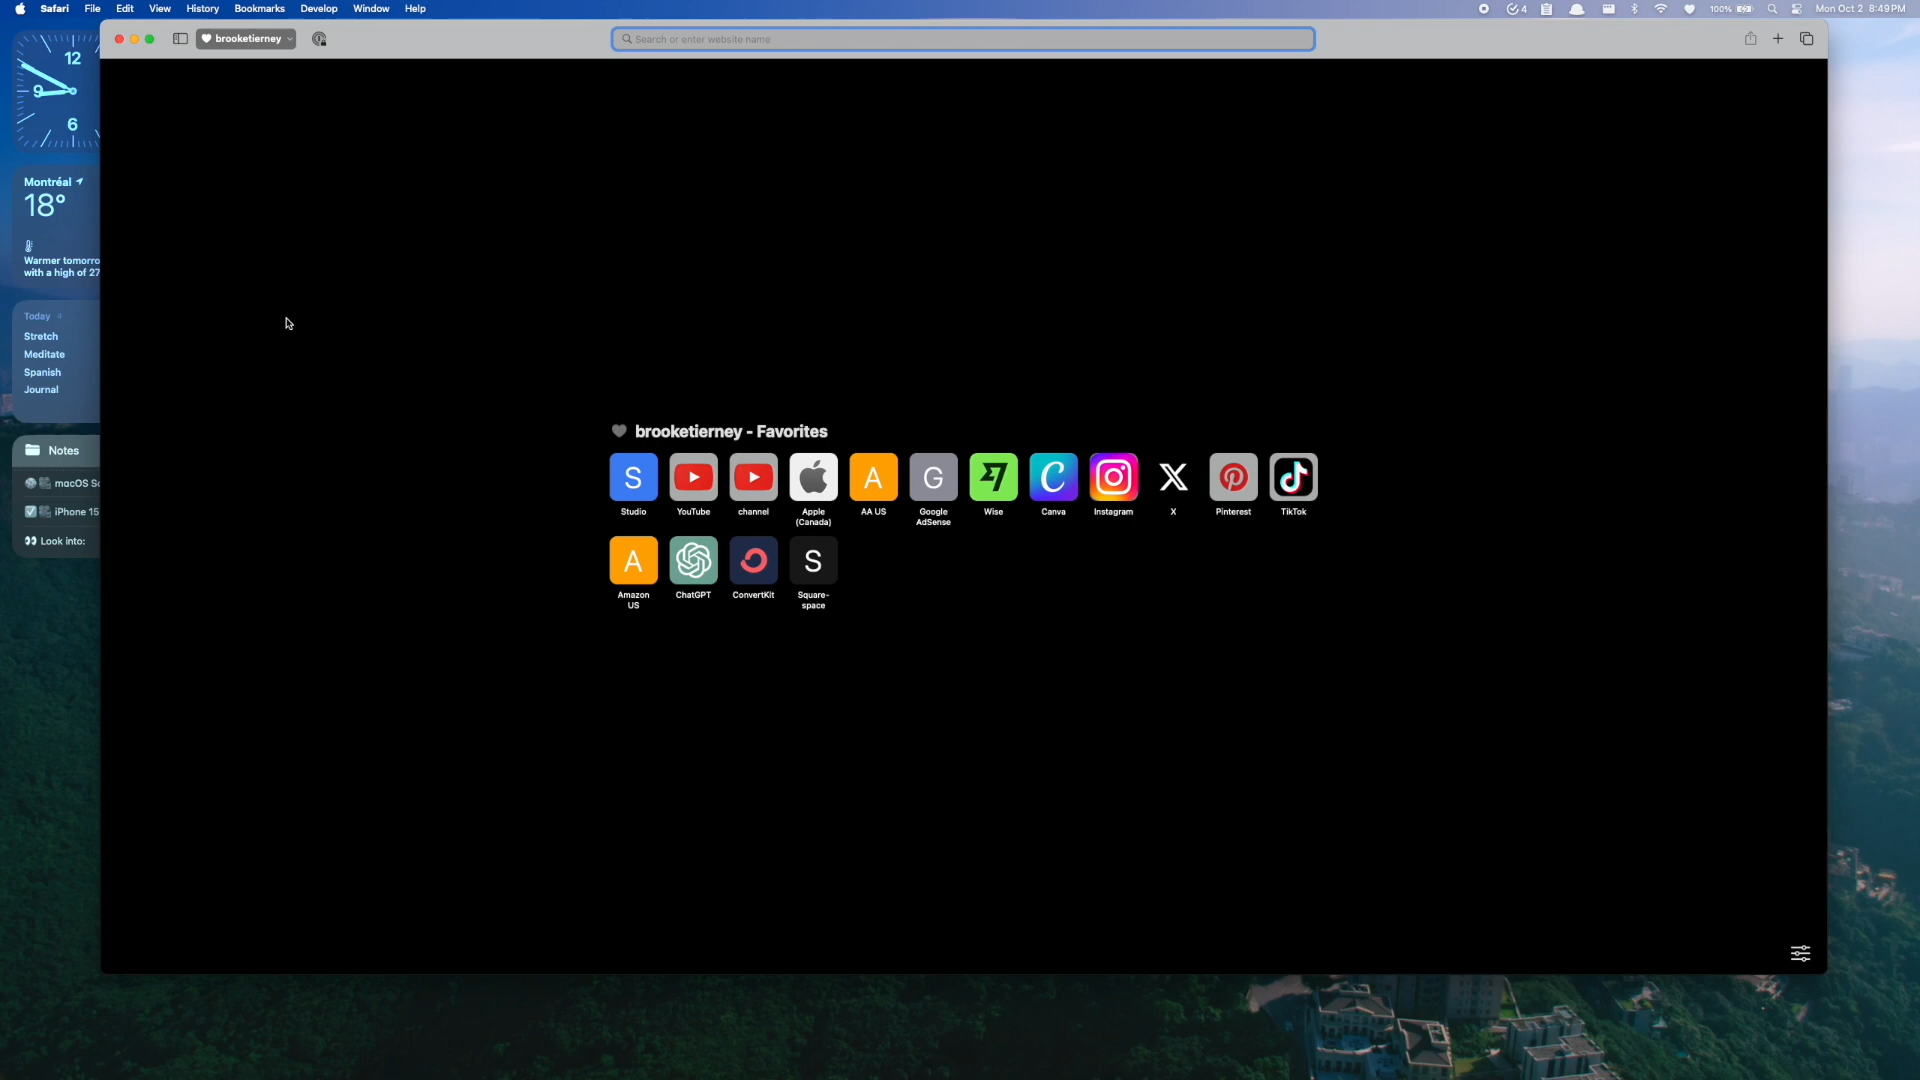 Safari File Edit View History Bookmarks Develop Window Help
4 100% Mon Oct 2 8:49PM
brooketierney
Search or enter website name
12
9
6
Montréal
18°
Warmer tomorro
with a high of 27
Today 4
Stretch
Meditate
Spanish
Journal
Notes
macOS So
iPhone 15
Look into:
brooketierney - Favorites
S A G
Studio YouTube channel Apple (Canada) AA US Google AdSense Wise Canva Instagram X Pinterest TikTok
A S
Amazon US ChatGPT ConvertKit Square-space